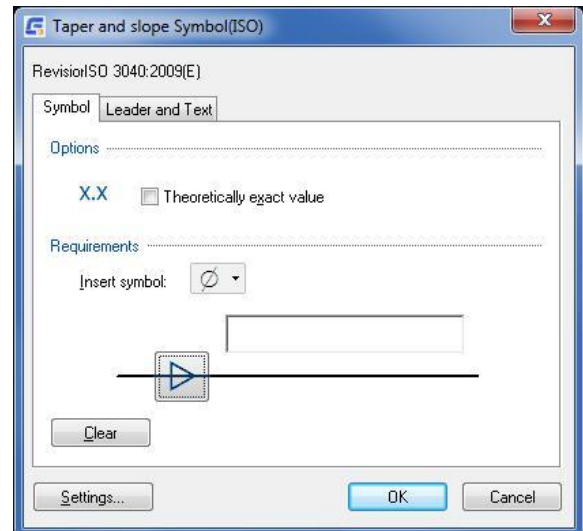 Taper and slope Symbol(ISO)
RevisionISO 3040:2009(E)
Symbol Leader and Text
Options
X.X Theoretically exact value
Requirements
Insert symbol: Ø
Clear
Settings... OK Cancel